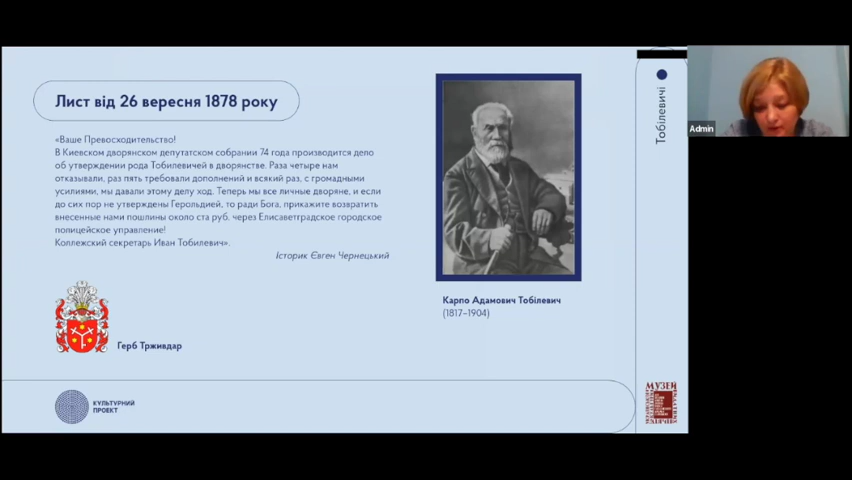 Лист від 26 вересня 1878 року
«Ваше Превосходительство!
В Киевском дворянском депутатском собрании 74 года производится дело
об утверждении рода Тобилевичей в дворянстве. Раза четыре нам
отказывали, раз пять требовали дополнений и всякий раз, с громадными
усилиями, мы давали этому делу ход. Теперь мы все личные дворяне, и если
до сих пор не утверждены Герольдией, то ради Бога, прикажите возвратить
внесенные нами пошлины около ста руб. через Елисаветградское городское
полицейское управление!
Коллежский секретарь Иван Тобилевич».
Історик Євген Чернецький
Герб Трживдар
Карпо Адамович Тобілевич
(1817–1904)
КУЛЬТУРНИЙ
ПРОЕКТ
Тобілевичі
МУЗЕЙ
Admin